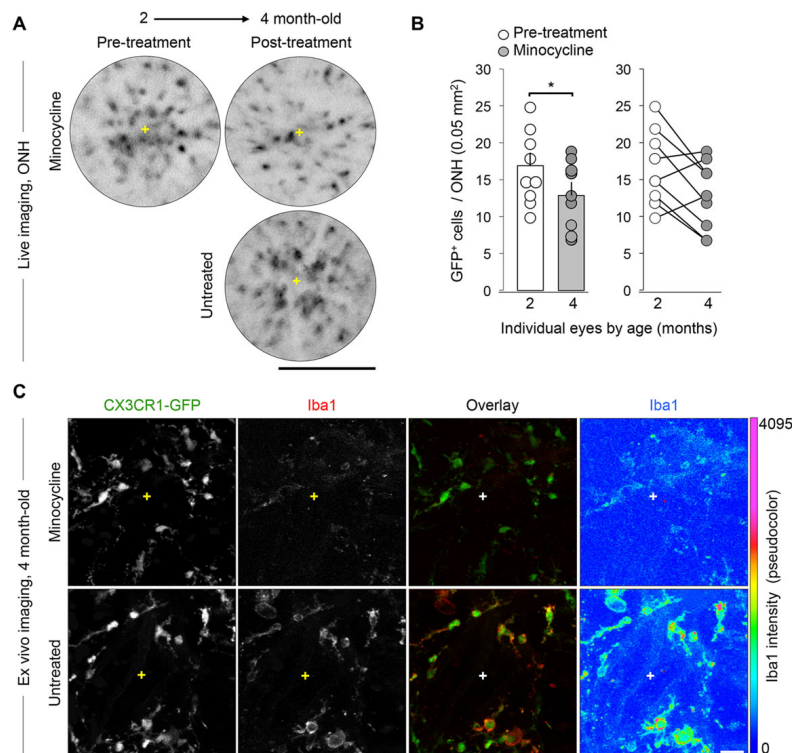 A
2 4 month-old
Pre-treatment Post-treatment
Live imaging, ONH
Minocycline
Untreated
B
Pre-treatment
Minocycline
GFP+ cells / ONH (0.05 mm²)
30 30
25 25
20 20
15 15
10 10
5 5
0 0
*
2 4 2 4
Individual eyes by age (months)
C
CX3CR1-GFP Iba1 Overlay Iba1
Ex vivo imaging, 4 month-old
Minocycline
Untreated
4095
Iba1 intensity (pseudocolor)
0